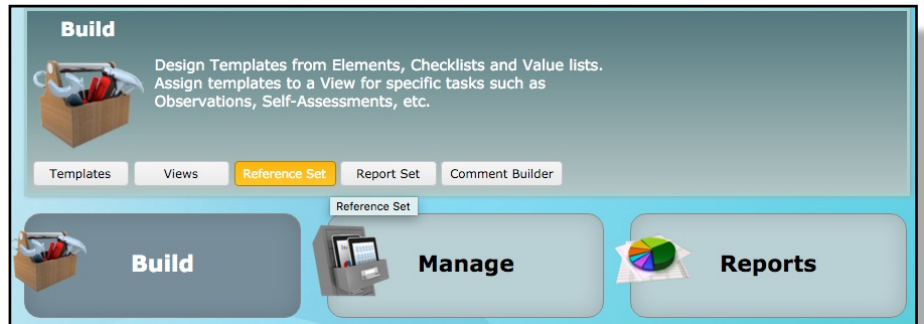 Build
Design Templates from Elements, Checklists and Value lists.
Assign templates to a View for specific tasks such as
Observations, Self-Assessments, etc.
Templates Views Reference Set Report Set Comment Builder
Reference Set
Build Manage Reports